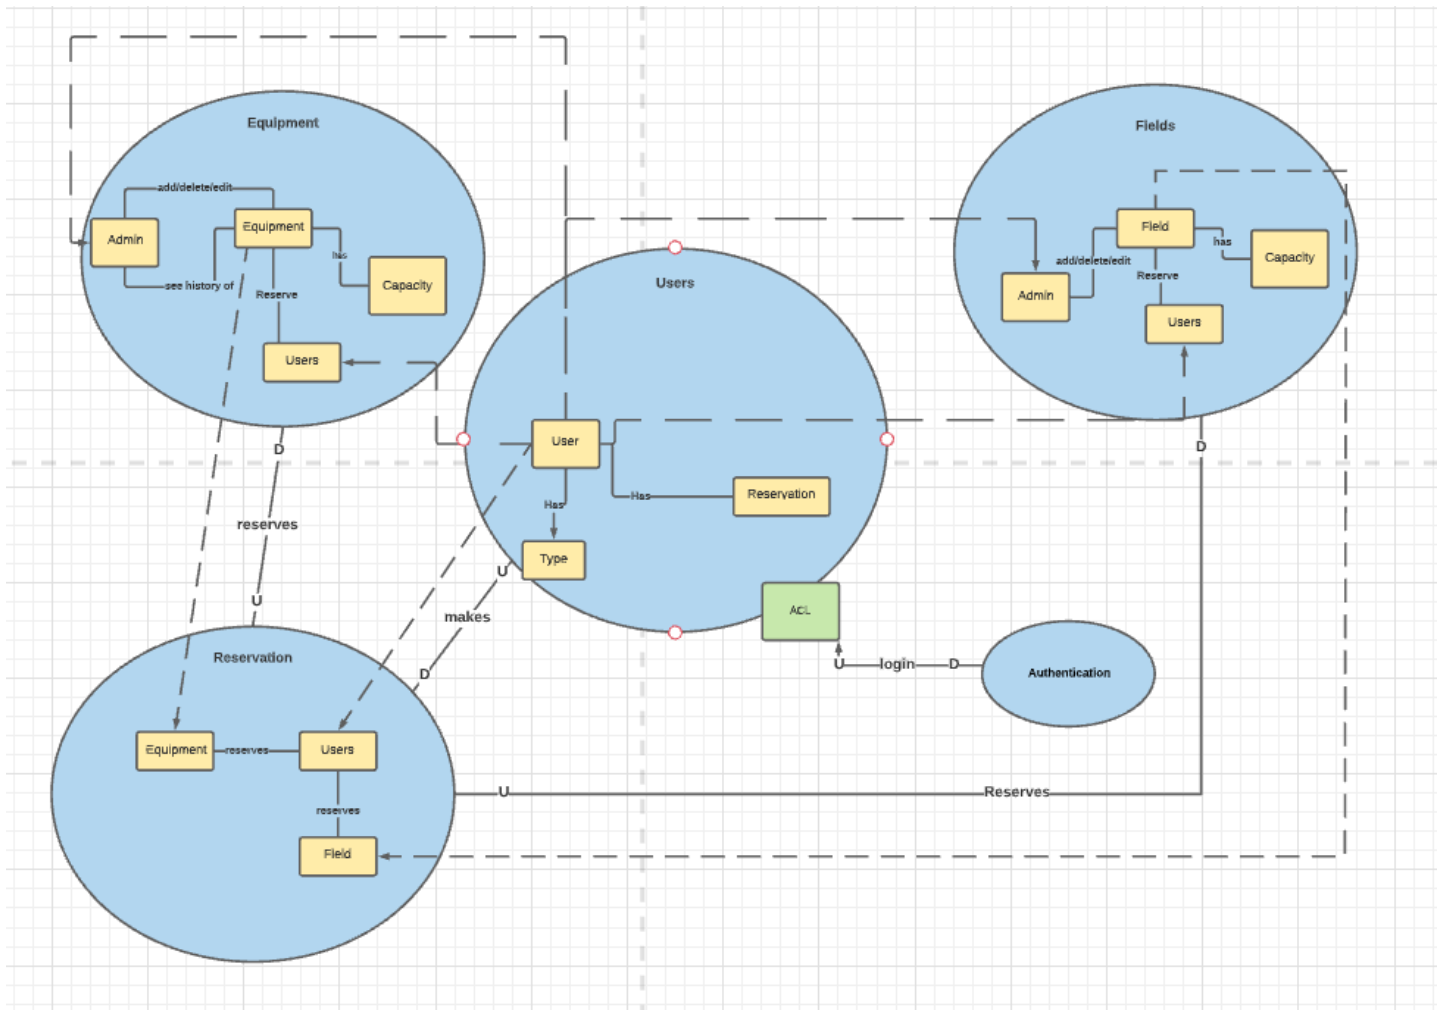 Equipment
Fields
add/delete/edit
Equipment
Admin
has
see history of
Reserve
Capacity
Users
Field
has
add/delete/edit
Capacity
Reserve
Admin
Users
Users
User
Has
Reservation
Has
Type
D
reserves
U
U
makes
D
D
ACL
U
login
D
Authentication
Reservation
Equipment
reserves
Users
reserves
Field
U
Reserves